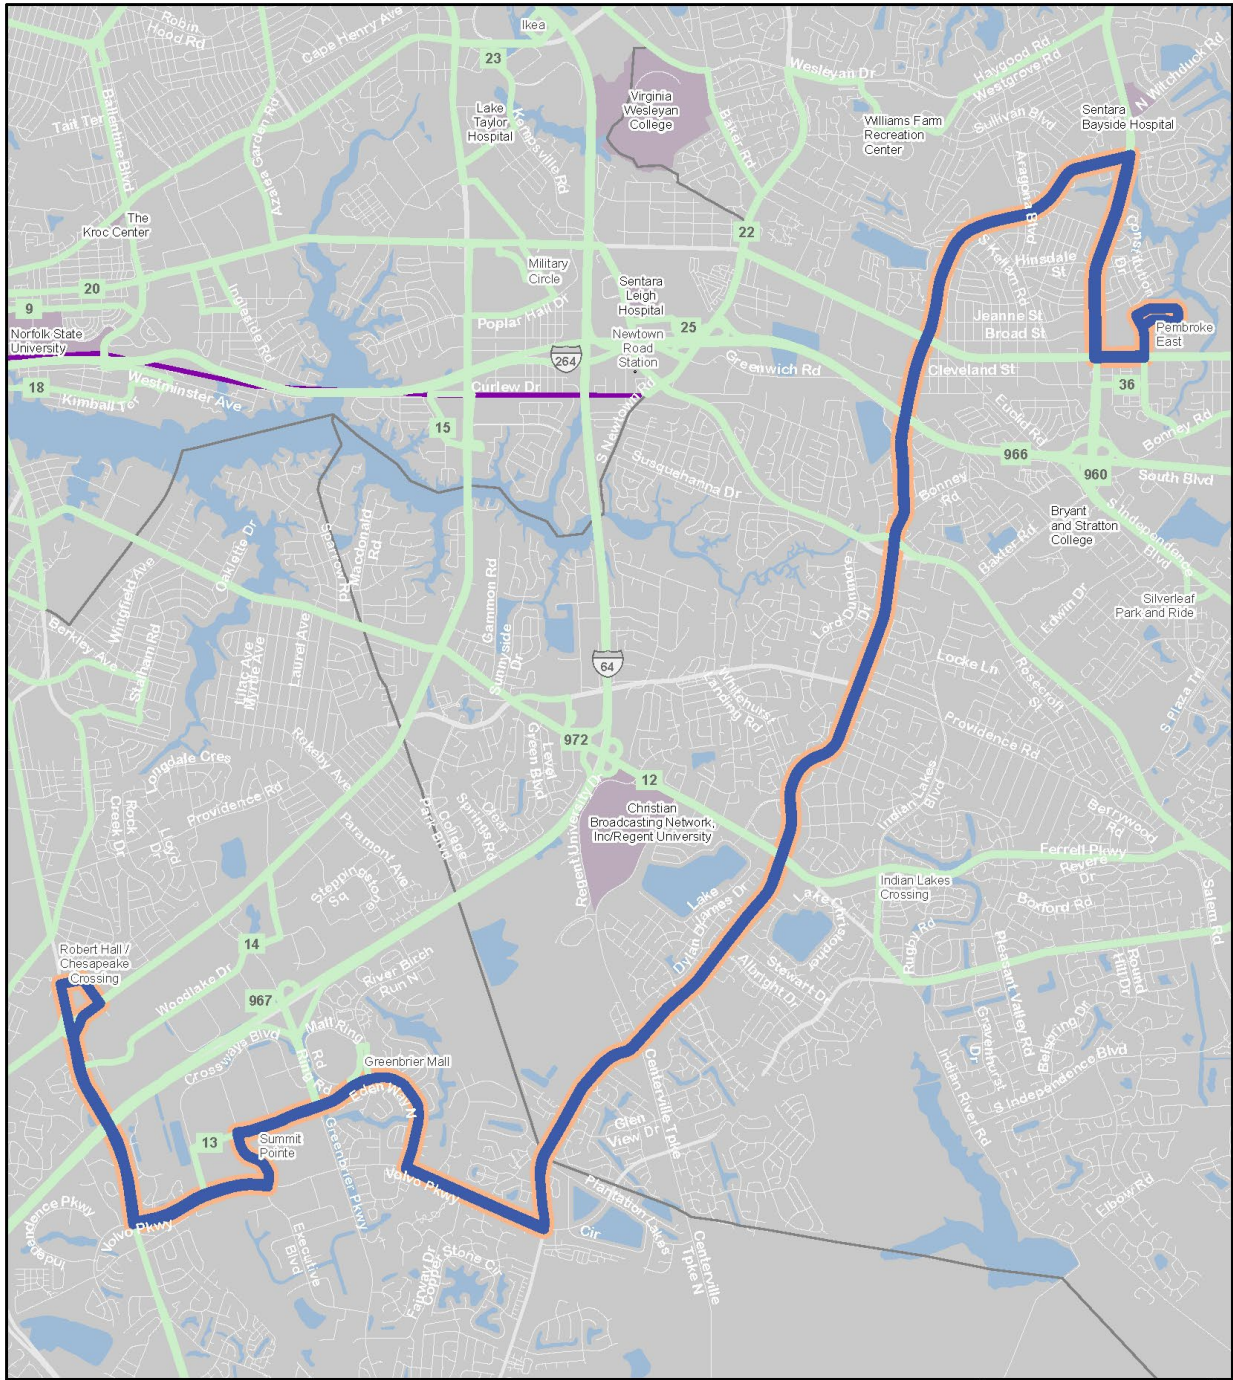 Robin
Hood Rd
Cape Henry Ave
Ikea
23
Tait Ter
Ballentine Blvd
Azalea Garden Rd
Lake
Taylor
Hospital
Kempsville Rd
Virginia
Wesleyan
College
Baker Rd
Wesleyan Dr
Haygood Rd
Westgrove Rd
N Witchduck Rd
Williams Farm
Recreation
Center
Sullivan Blvd
Sentara
Bayside Hospital
Aragona Blvd
The
Kroc Center
22
Constitution
Dr
S Kellam Rd
Hinsdale
St
Military
Circle
20
9
Ingleside Rd
Sentara
Leigh
Hospital
Poplar Hall Dr
25
Jeanne St
Broad St
Pembroke
East
Norfolk State
University
Newtown
Road
Station
264
Greenwich Rd
Cleveland St
36
18
Kimball Ter
Westminster Ave
Curlew Dr
S Newtown Rd
15
Euclid Rd
Bonney Rd
966
960
South Blvd
Susquehanna Dr
Bonney
Rd
Bryant
and Stratton
College
S Independence
Blvd
Baxter Rd
Sparrow Rd
Macdonald
Rd
Oaklette Dr
Wingfield Ave
Gammon Rd
Sunnyside
Dr
Lord Dunmore
Dr
Edwin Dr
Silverleaf
Park and Ride
Berkley Ave
Stalham Rd
Lilac Ave
Myrtle Ave
Laurel Ave
64
Whitehurst
Landing Rd
Locke Ln
Rosecroft
St
S Plaza Trl
Providence Rd
Longdale Cres
Rokeby Ave
972
Level
Green Blvd
12
Indian Lakes
Blvd
Providence Rd
Rock
Creek Dr
Lloyd
Dr
Paramont Ave
Park Blvd
College
Springs Rd
Clear
Regent University Dr
Christian
Broadcasting Network,
Inc/Regent University
Berrywood
Rd
Ferrell Pkwy
Revere
Dr
Indian Lakes
Crossing
Boxford Rd
Salem Rd
Lake
James Dr
Dylan Dr
Lake Christopher
Rugby Rd
Stewart Dr
Albright Dr
Pleasant Valley Rd
Round
Hill Dr
Robert Hall /
Chesapeake
Crossing
14
Woodlake Dr
967
River Birch
Run N
Mall Ring
Rd
Ring Rd
Crossways Blvd
Greenbrier Mall
Eden Way N
Greenbrier Pkwy
13
Summit
Pointe
Volvo Pkwy
Volvo Pkwy
Executive
Blvd
Fairway Dr
Copper Stone Cir
Glen
View Dr
Centerville
Tpke
Plantation Lakes
Cir
Centerville
Tpke N
Gravenhurst
Dr
Bellspring Dr
S Independence Blvd
Indian River Rd
Elbow Rd